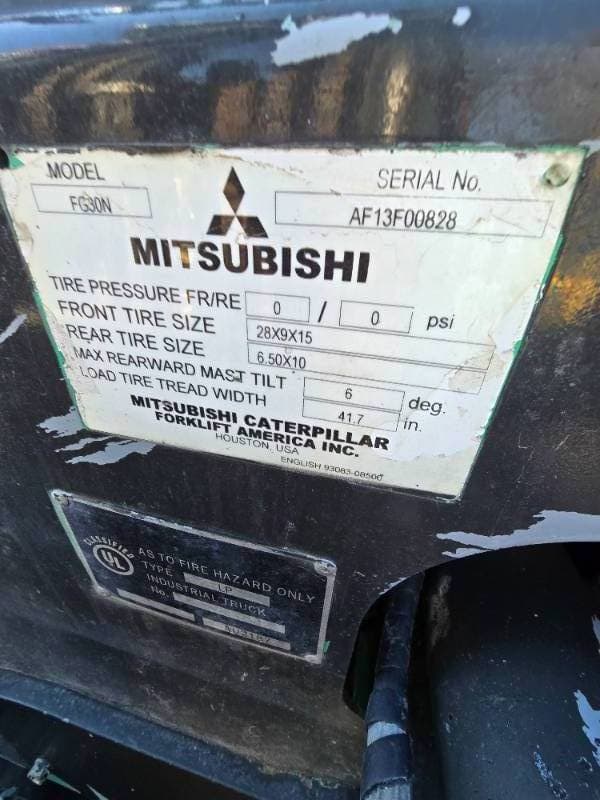 MODEL
SERIAL No.
FG30N
AF13F00828
MITSUBISHI
TIRE PRESSURE FR/RE 0 / 0 psi
FRONT TIRE SIZE 28X9X15
REAR TIRE SIZE 6.50X10
MAX REARWARD MAST TILT 6 deg.
LOAD TIRE TREAD WIDTH 41.7 in.
MITSUBISHI CATERPILLAR
FORKLIFT AMERICA INC.
HOUSTON, USA
ENGLISH 93083-08500
CLASSIFIED
UL
AS TO FIRE HAZARD ONLY
TYPE LP
INDUSTRIAL TRUCK
No.